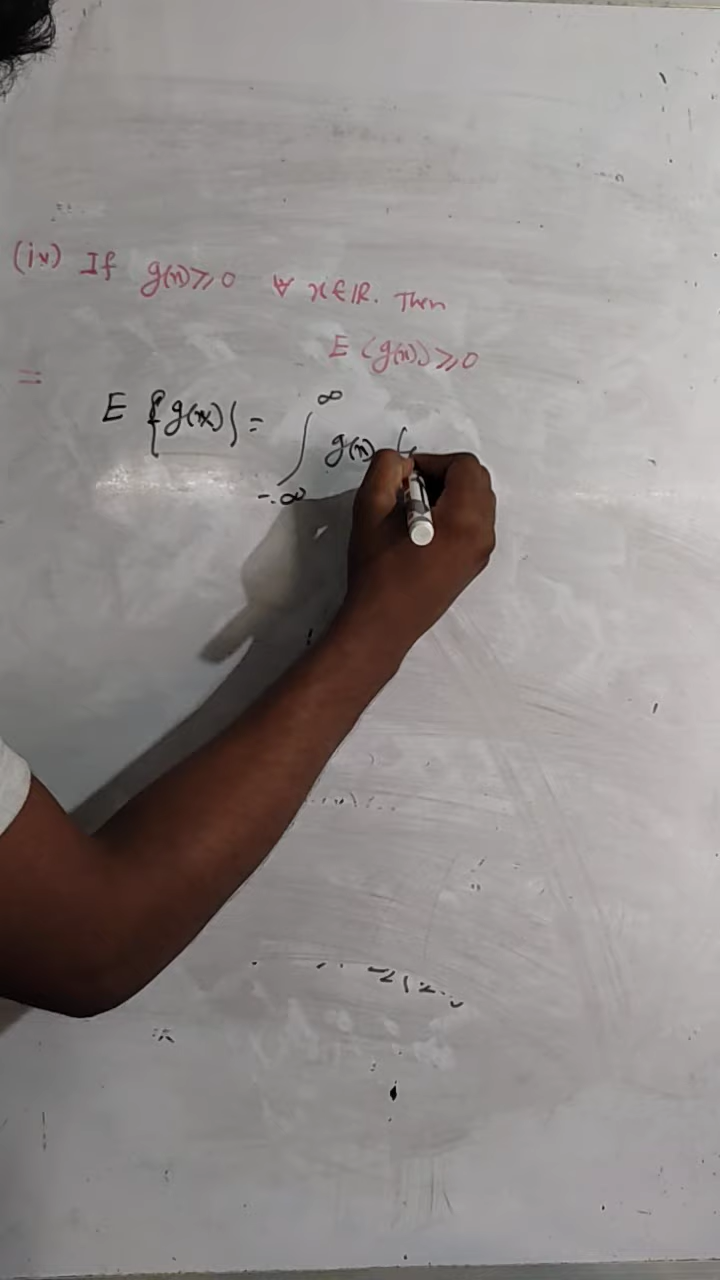 (ix) If g(x) ≥ 0 ∀ x ∈ ℝ. Then
E (g(x)) ≥ 0
=
E {g(x)} = ∫_{-∞}^{∞} g(x)